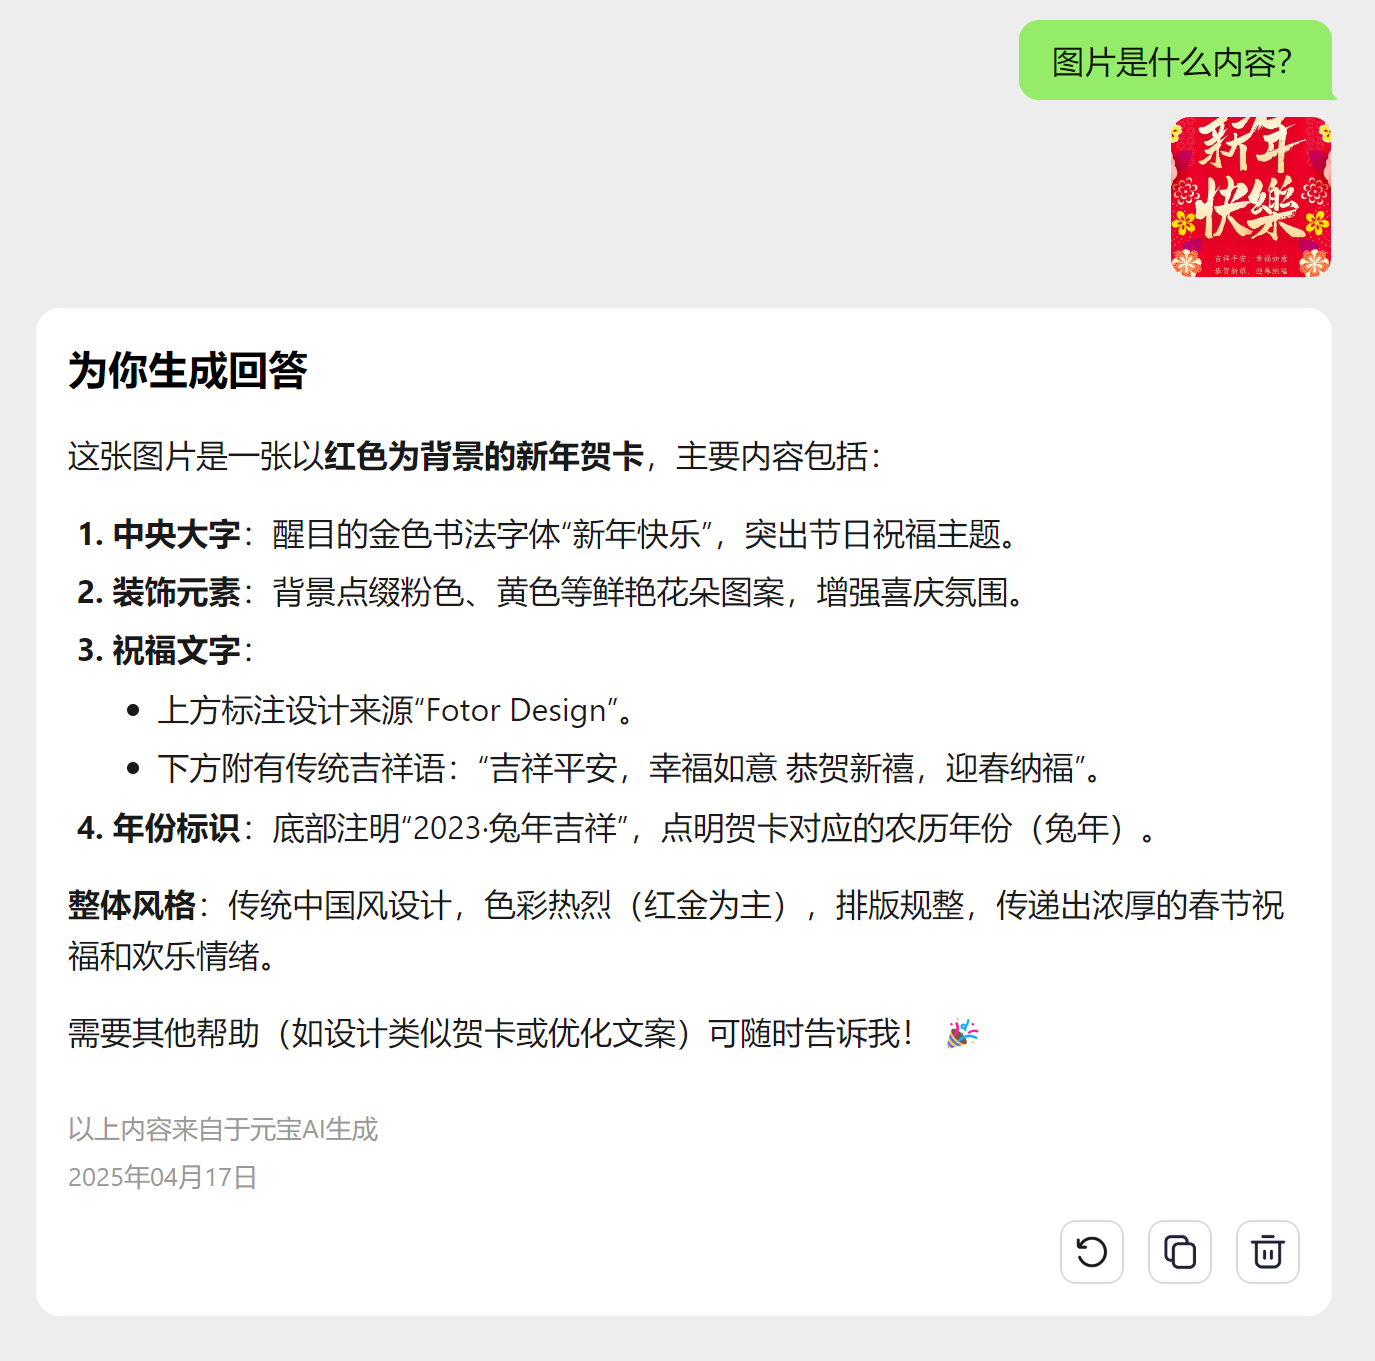 图片是什么内容？
新年
快樂
吉祥平安，幸福如意
恭贺新禧，迎春纳福
为你生成回答
这张图片是一张以红色为背景的新年贺卡，主要内容包括：
1. 中央大字：醒目的金色书法字体“新年快乐”，突出节日祝福主题。
2. 装饰元素：背景点缀粉色、黄色等鲜艳花朵图案，增强喜庆氛围。
3. 祝福文字：
• 上方标注设计来源“Fotor Design”。
• 下方附有传统吉祥语：“吉祥平安，幸福如意 恭贺新禧，迎春纳福”。
4. 年份标识：底部注明“2023·兔年吉祥”，点明贺卡对应的农历年份（兔年）。
整体风格：传统中国风设计，色彩热烈（红金为主），排版规整，传递出浓厚的春节祝
福和欢乐情绪。
需要其他帮助（如设计类似贺卡或优化文案）可随时告诉我！ 🎉
以上内容来自于元宝AI生成
2025年04月17日